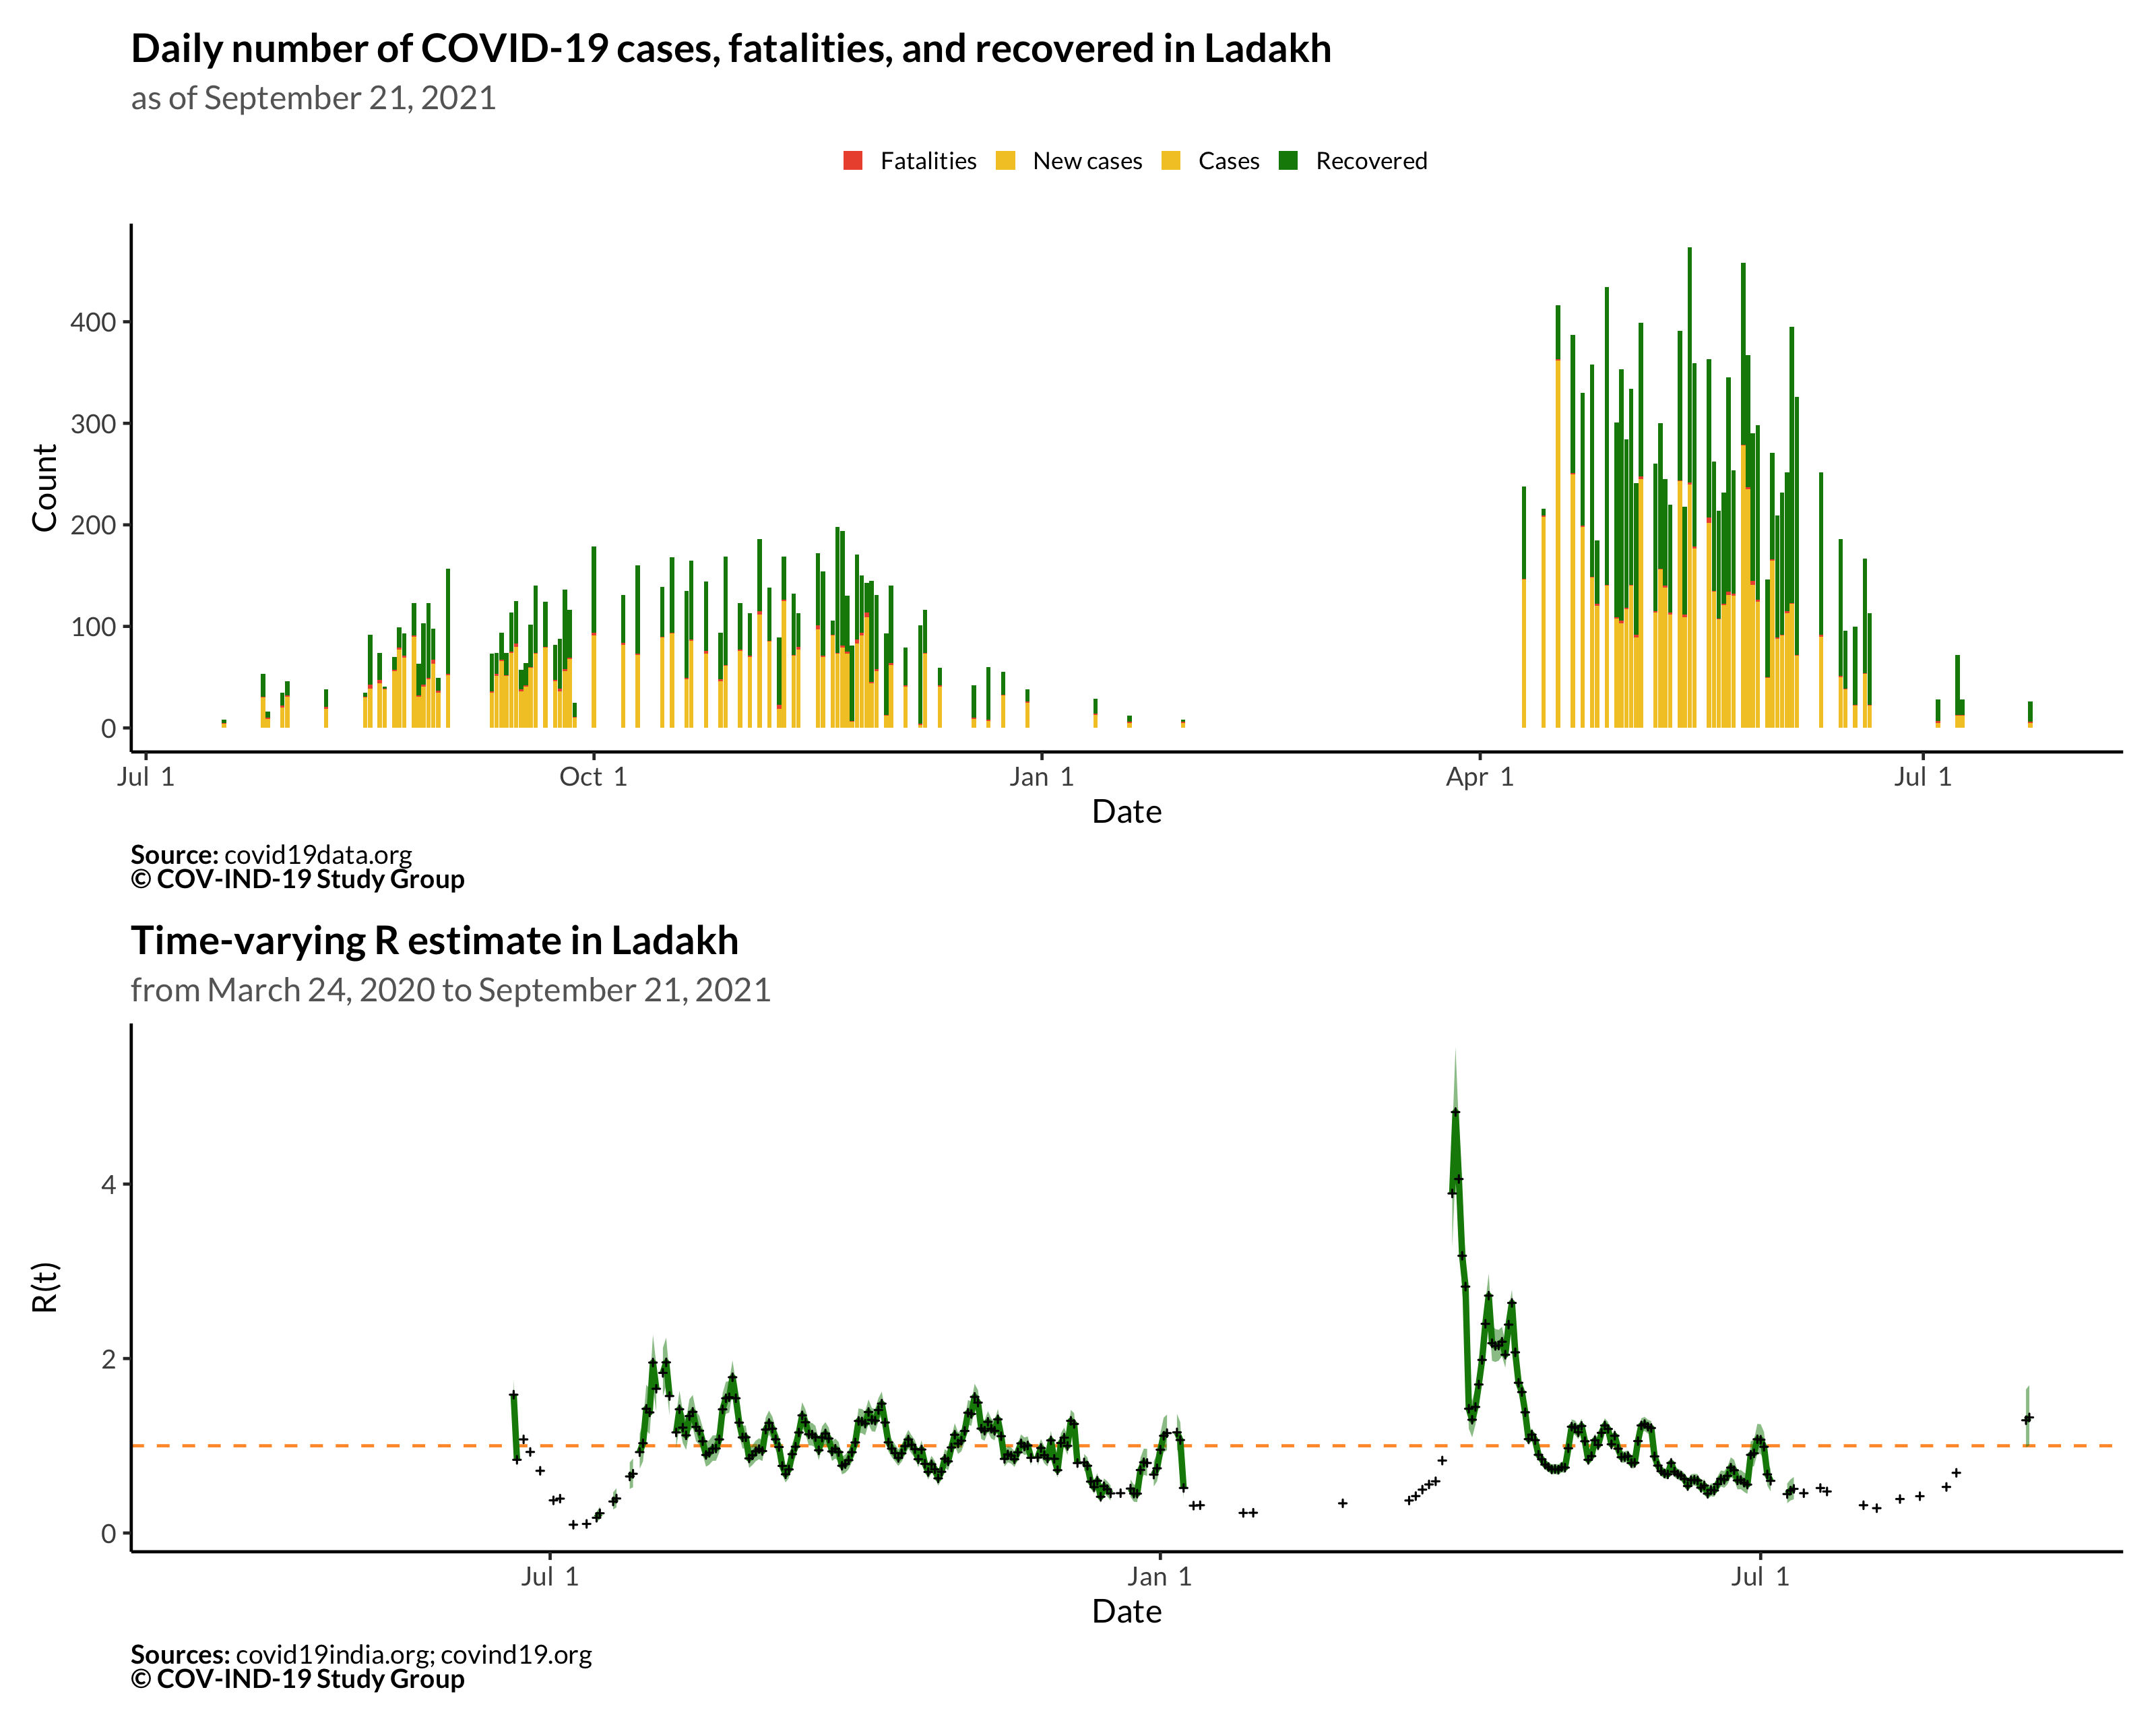 Daily number of COVID-19 cases, fatalities, and recovered in Ladakh
as of September 21, 2021
Fatalities New cases Cases Recovered
Count
400
300
200
100
0
Jul 1 Oct 1 Jan 1 Apr 1 Jul 1
Date
Source: covid19data.org
© COV-IND-19 Study Group
Time-varying R estimate in Ladakh
from March 24, 2020 to September 21, 2021
R(t)
4
2
0
Jul 1 Jan 1 Jul 1
Date
Sources: covid19india.org; covind19.org
© COV-IND-19 Study Group